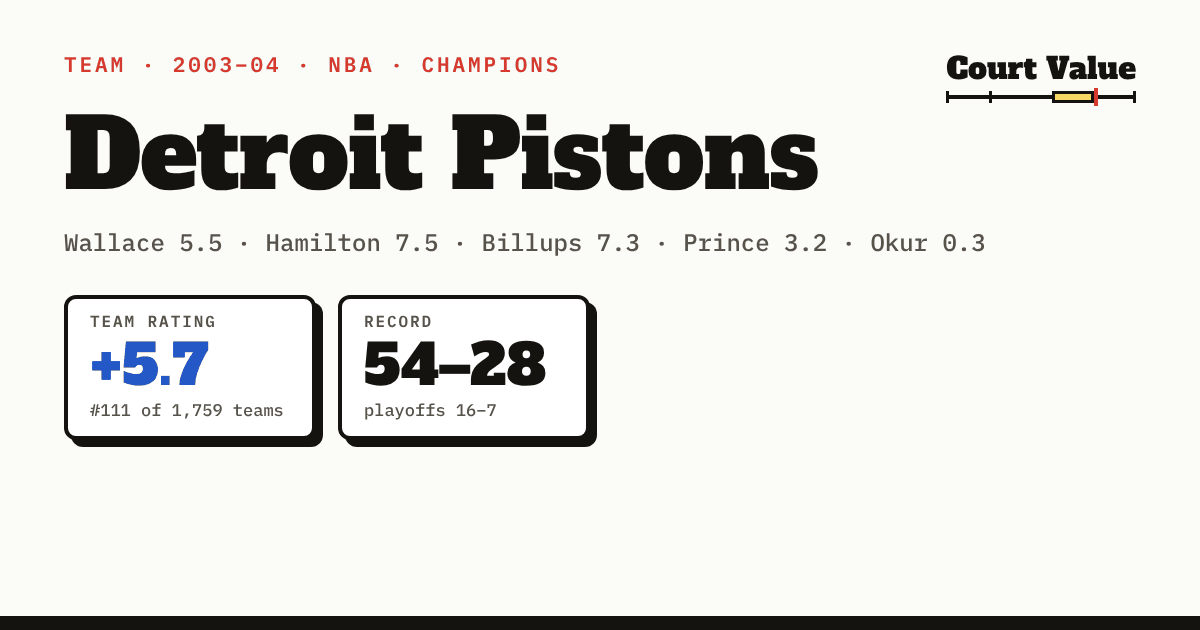 TEAM · 2003–04 · NBA · CHAMPIONS
Court Value
Detroit Pistons
Wallace 5.5 · Hamilton 7.5 · Billups 7.3 · Prince 3.2 · Okur 0.3
TEAM RATING
+5.7
#111 of 1,759 teams
RECORD
54–28
playoffs 16–7